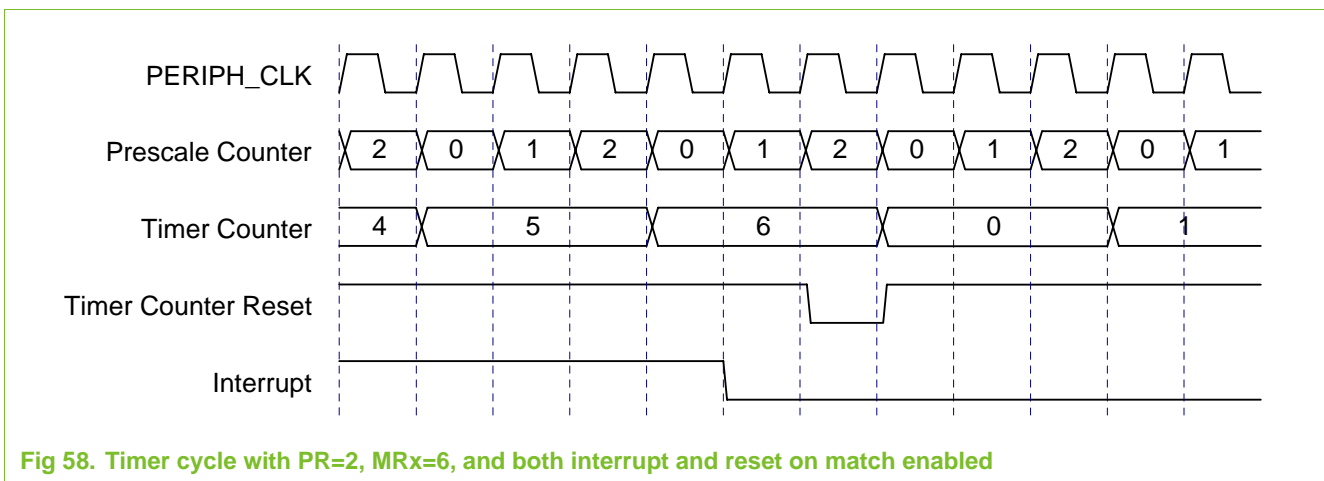 PERIPH_CLK
Prescale Counter 2 0 1 2 0 1 2 0 1 2 0 1
Timer Counter 4 5 6 0 1
Timer Counter Reset
Interrupt
Fig 58. Timer cycle with PR=2, MRx=6, and both interrupt and reset on match enabled